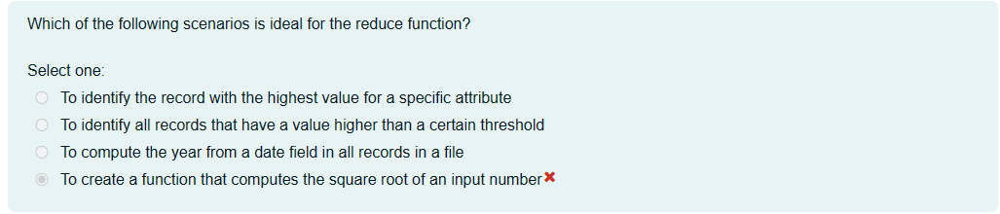 Which of the following scenarios is ideal for the reduce function?
Select one:
To identify the record with the highest value for a specific attribute
To identify all records that have a value higher than a certain threshold
To compute the year from a date field in all records in a file
To create a function that computes the square root of an input number